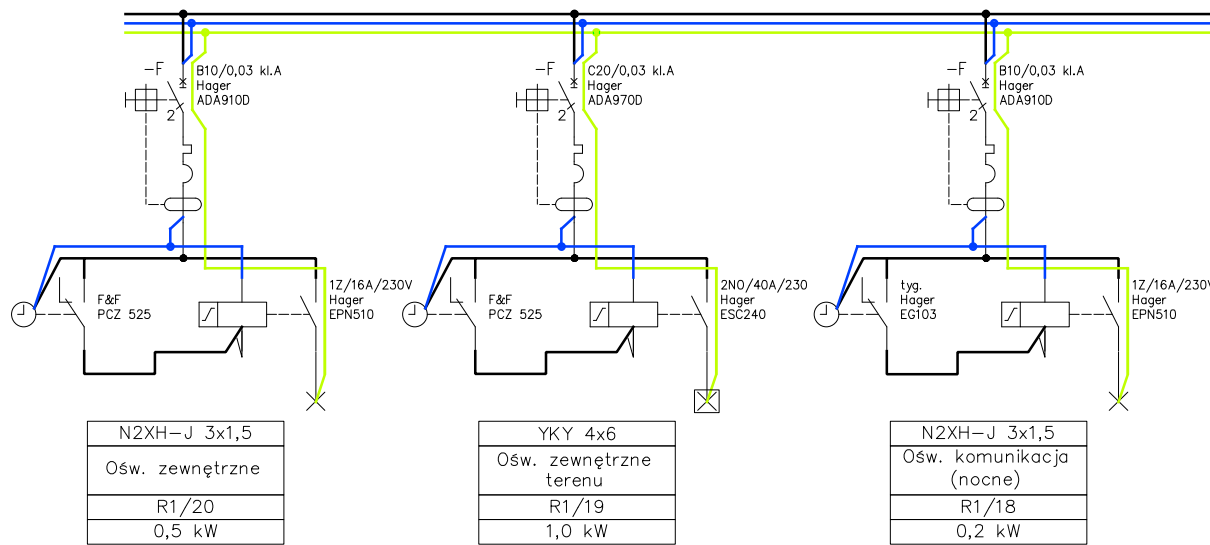 -F
B10/0,03 kl.A
Hager
ADA910D
2
F&F
PCZ 525
1Z/16A/230V
Hager
EPN510
N2XH-J 3x1,5
Ośw. zewnętrzne
R1/20
0,5 kW
-F
C20/0,03 kl.A
Hager
ADA970D
2
F&F
PCZ 525
2NO/40A/230
Hager
ESC240
YKY 4x6
Ośw. zewnętrzne
terenu
R1/19
1,0 kW
-F
B10/0,03 kl.A
Hager
ADA910D
2
tyg.
Hager
EG103
1Z/16A/230V
Hager
EPN510
N2XH-J 3x1,5
Ośw. komunikacja
(nocne)
R1/18
0,2 kW